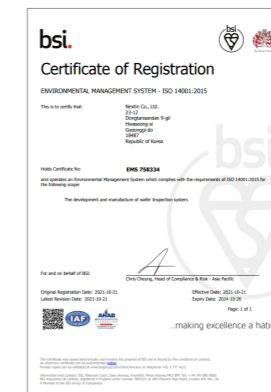 bsi.
bsi
Certificate of Registration
ENVIRONMENTAL MANAGEMENT SYSTEM - ISO 14001:2015
This is to certify that:
Nextin Co., Ltd.
23-12
Dongtansandan 9-gil
Hwaseong-si
Gyeonggi-do
18487
Republic of Korea
Holds Certificate No:
EMS 758334
and operates an Environmental Management System which complies with the requirements of ISO 14001:2015 for
the following scope:
The development and manufacture of wafer Inspection system.
For and on behalf of BSI:
Chris Cheung, Head of Compliance & Risk - Asia Pacific
Original Registration Date: 2021-10-21
Effective Date: 2021-10-21
Latest Revision Date: 2021-10-21
Expiry Date: 2024-10-20
Page: 1 of 1
IAF
ANAB
...making excellence a hab